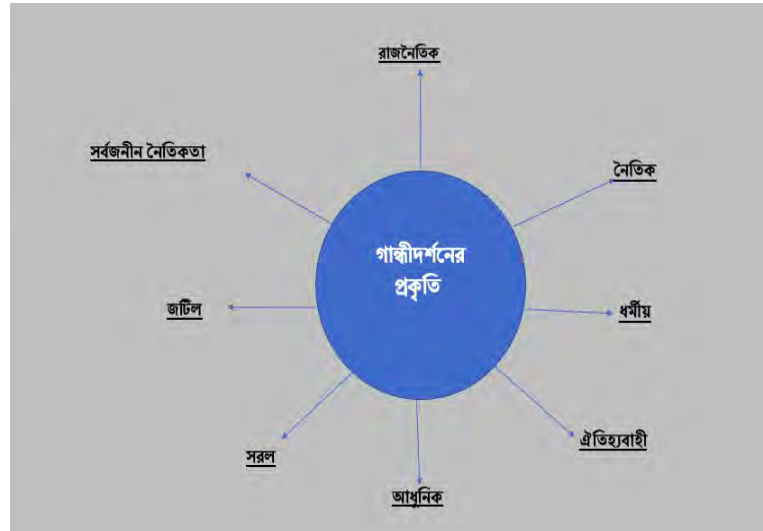 রাজনৈতিক
সর্বজনীন নৈতিকতা
নৈতিক
গান্ধীদর্শনের
প্রকৃতি
জটিল
ধর্মীয়
সরল
ঐতিহ্যবাহী
আধুনিক